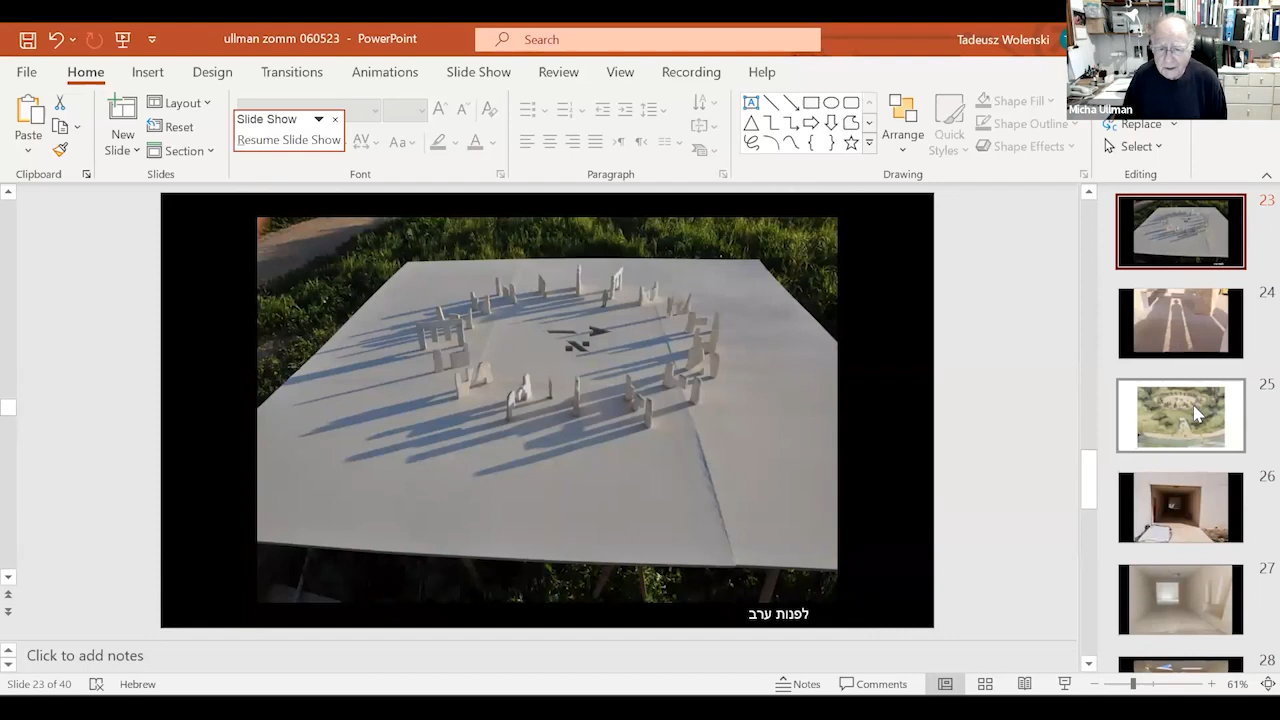 ullman zomm 060523 - PowerPoint
Search
Tadeusz Wolenski
Micha Ullman
File
Home
Insert
Design
Transitions
Animations
Slide Show
Review
View
Recording
Help
Paste
Clipboard
New
Slide
Layout
Reset
Section
Slides
Slide Show
Resume Slide Show
Aa
Font
Paragraph
Arrange
Quick
Styles
Shape Fill
Shape Outline
Shape Effects
Drawing
Replace
Select
Editing
23
24
25
26
27
28
לפנות ערב
Click to add notes
Slide 23 of 40
Hebrew
Notes
Comments
61%